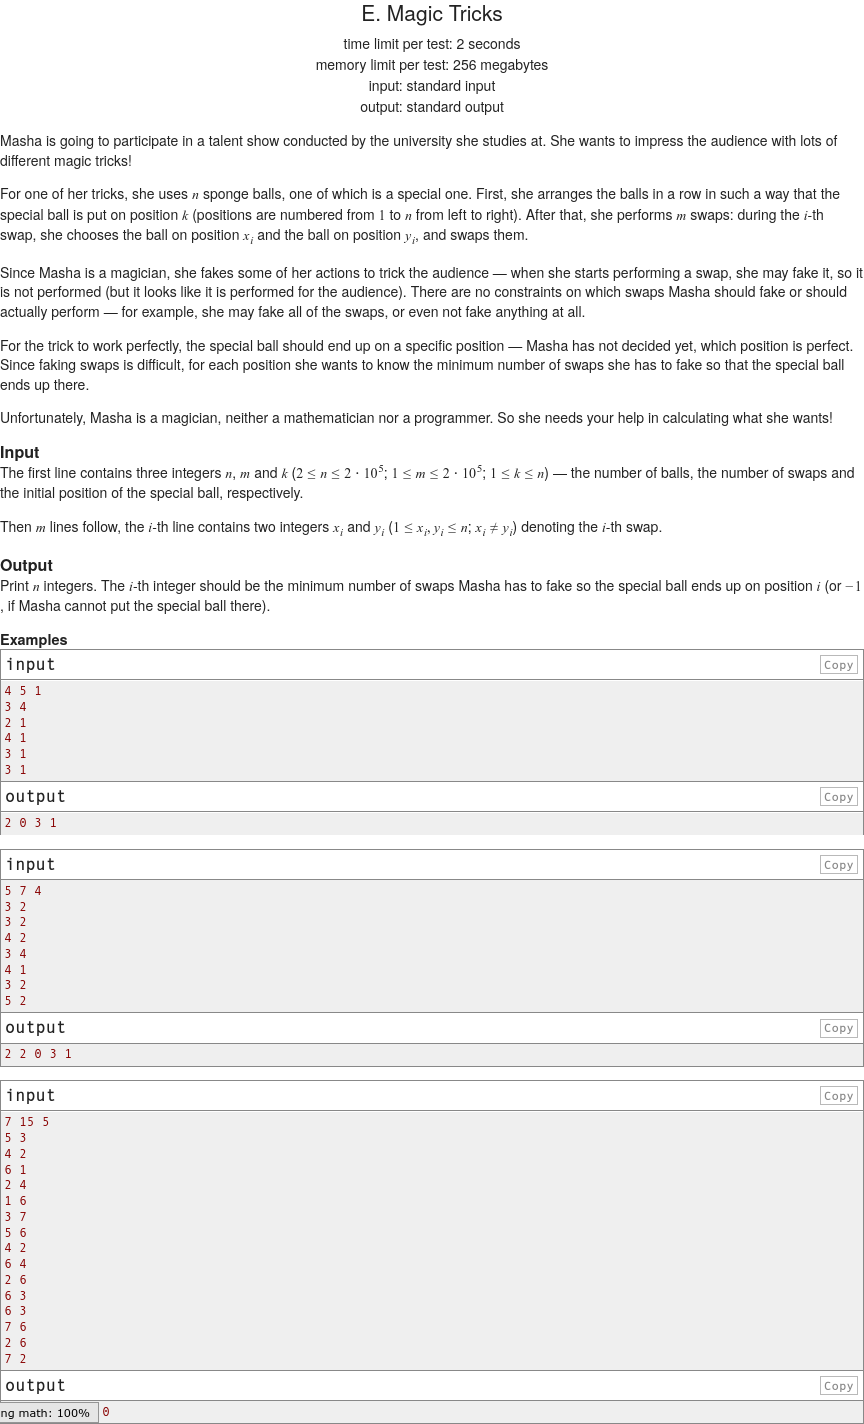 E. Magic Tricks
time limit per test: 2 seconds
memory limit per test: 256 megabytes
input: standard input
output: standard output
Masha is going to participate in a talent show conducted by the university she studies at. She wants to impress the audience with lots of
different magic tricks!
For one of her tricks, she uses n sponge balls, one of which is a special one. First, she arranges the balls in a row in such a way that the
special ball is put on position k (positions are numbered from 1 to n from left to right). After that, she performs m swaps: during the i-th
swap, she chooses the ball on position x_i and the ball on position y_i, and swaps them.
Since Masha is a magician, she fakes some of her actions to trick the audience — when she starts performing a swap, she may fake it, so it
is not performed (but it looks like it is performed for the audience). There are no constraints on which swaps Masha should fake or should
actually perform — for example, she may fake all of the swaps, or even not fake anything at all.
For the trick to work perfectly, the special ball should end up on a specific position — Masha has not decided yet, which position is perfect.
Since faking swaps is difficult, for each position she wants to know the minimum number of swaps she has to fake so that the special ball
ends up there.
Unfortunately, Masha is a magician, neither a mathematician nor a programmer. So she needs your help in calculating what she wants!
Input
The first line contains three integers n, m and k (2 ≤ n ≤ 2 · 10^5; 1 ≤ m ≤ 2 · 10^5; 1 ≤ k ≤ n) — the number of balls, the number of swaps and
the initial position of the special ball, respectively.
Then m lines follow, the i-th line contains two integers x_i and y_i (1 ≤ x_i, y_i ≤ n; x_i ≠ y_i) denoting the i-th swap.
Output
Print n integers. The i-th integer should be the minimum number of swaps Masha has to fake so the special ball ends up on position i (or −1
, if Masha cannot put the special ball there).
Examples
input Copy
4 5 1
3 4
2 1
4 1
3 1
3 1
output Copy
2 0 3 1
input Copy
5 7 4
3 2
3 2
4 2
3 4
4 1
3 2
5 2
output Copy
2 2 0 3 1
input Copy
7 15 5
5 3
4 2
6 1
2 4
1 6
3 7
5 6
4 2
6 4
2 6
6 3
6 3
7 6
2 6
7 2
output Copy
ng math: 100% 0